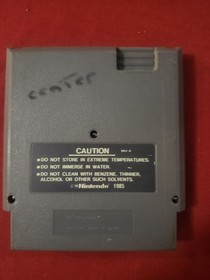 center
CAUTION
●DO NOT STORE IN EXTREME TEMPERATURES.
●DO NOT IMMERSE IN WATER.
●DO NOT CLEAN WITH BENZENE, THINNER,
ALCOHOL OR OTHER SUCH SOLVENTS.
©Nintendo 1985